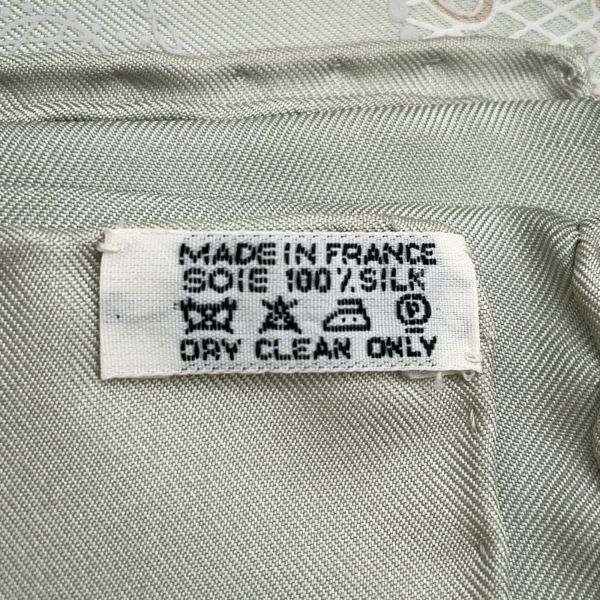 MADE IN FRANCE
SOIE 100% SILK
P
DRY CLEAN ONLY